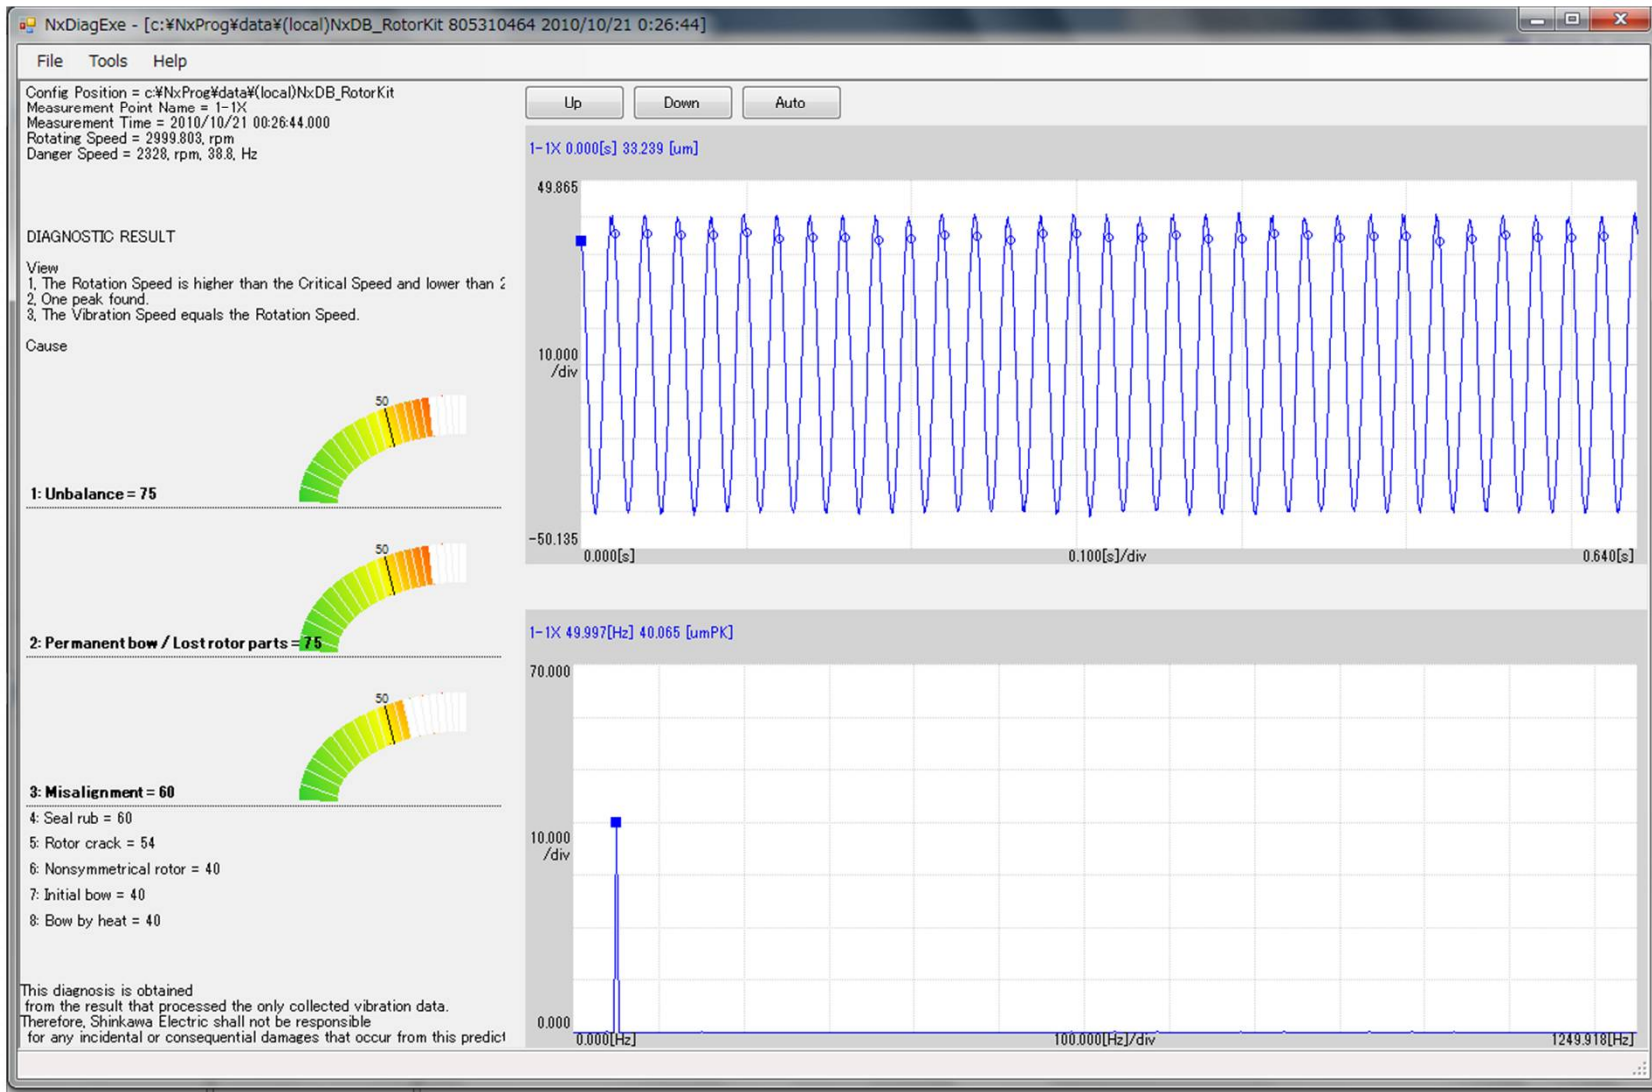 NxDiagExe - [c:¥NxProg¥data¥(local)NxDB_RotorKit 805310464 2010/10/21 0:26:44]
File Tools Help
Config Position = c:¥NxProg¥data¥(local)NxDB_RotorKit
Measurement Point Name = 1-1X
Measurement Time = 2010/10/21 00:26:44.000
Rotating Speed = 2999.803, rpm
Danger Speed = 2328, rpm, 38.8, Hz
DIAGNOSTIC RESULT
View
1, The Rotation Speed is higher than the Critical Speed and lower than 2
2, One peak found.
3, The Vibration Speed equals the Rotation Speed.
Cause
50
1: Unbalance = 75
50
2: Permanent bow / Lost rotor parts = 75
50
3: Misalignment = 60
4: Seal rub = 60
5: Rotor crack = 54
6: Nonsymmetrical rotor = 40
7: Initial bow = 40
8: Bow by heat = 40
This diagnosis is obtained
from the result that processed the only collected vibration data.
Therefore, Shinkawa Electric shall not be responsible
for any incidental or consequential damages that occur from this predict
Up Down Auto
1-1X 0.000[s] 33.239 [um]
49.865
10.000
/div
-50.135
0.000[s] 0.100[s]/div 0.640[s]
1-1X 49.997[Hz] 40.065 [umPK]
70.000
10.000
/div
0.000
0.000[Hz] 100.000[Hz]/div 1249.918[Hz]